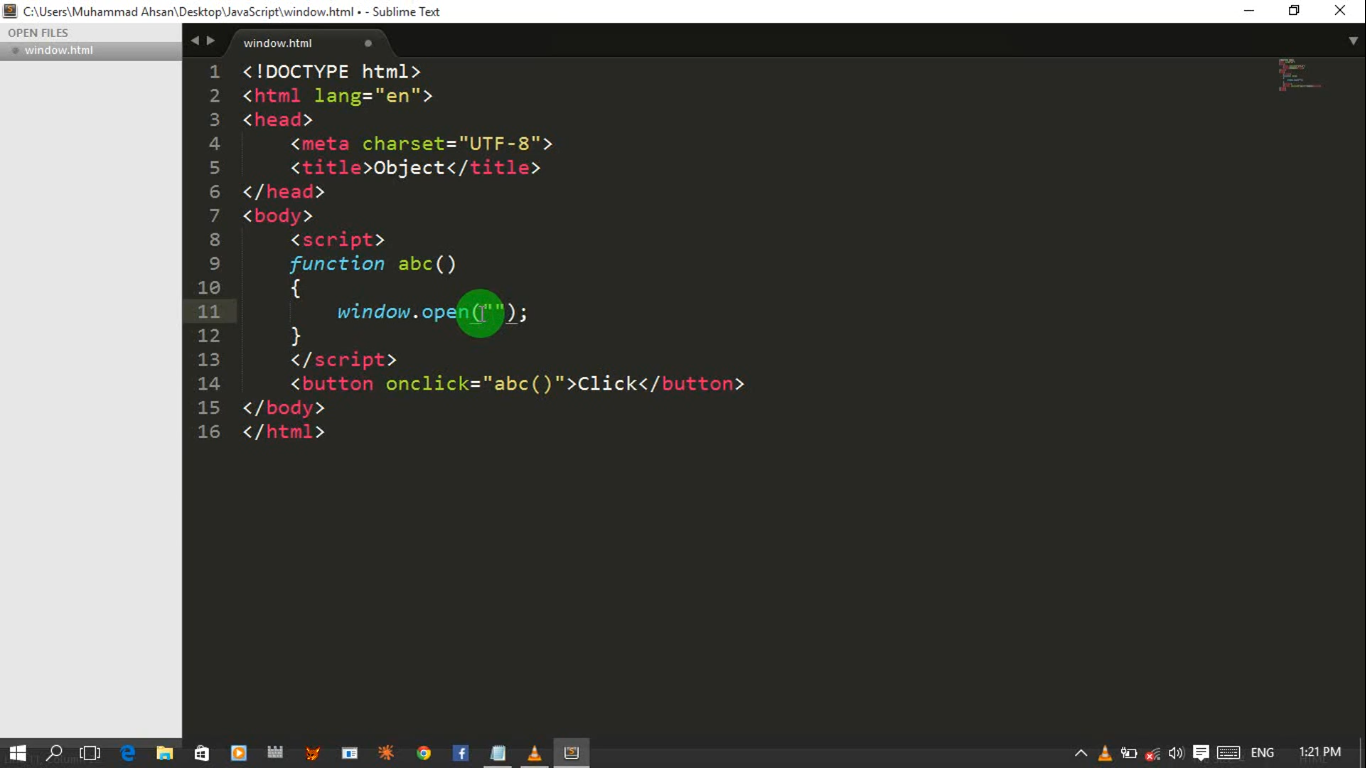 C:\Users\Muhammad Ahsan\Desktop\JavaScript\window.html • - Sublime Text
OPEN FILES
window.html
window.html
1 <!DOCTYPE html>
2 <html lang="en">
3 <head>
4 <meta charset="UTF-8">
5 <title>Object</title>
6 </head>
7 <body>
8 <script>
9 function abc()
10 {
11 window.open("");
12 }
13 </script>
14 <button onclick="abc()">Click</button>
15 </body>
16 </html>
ENG
1:21 PM